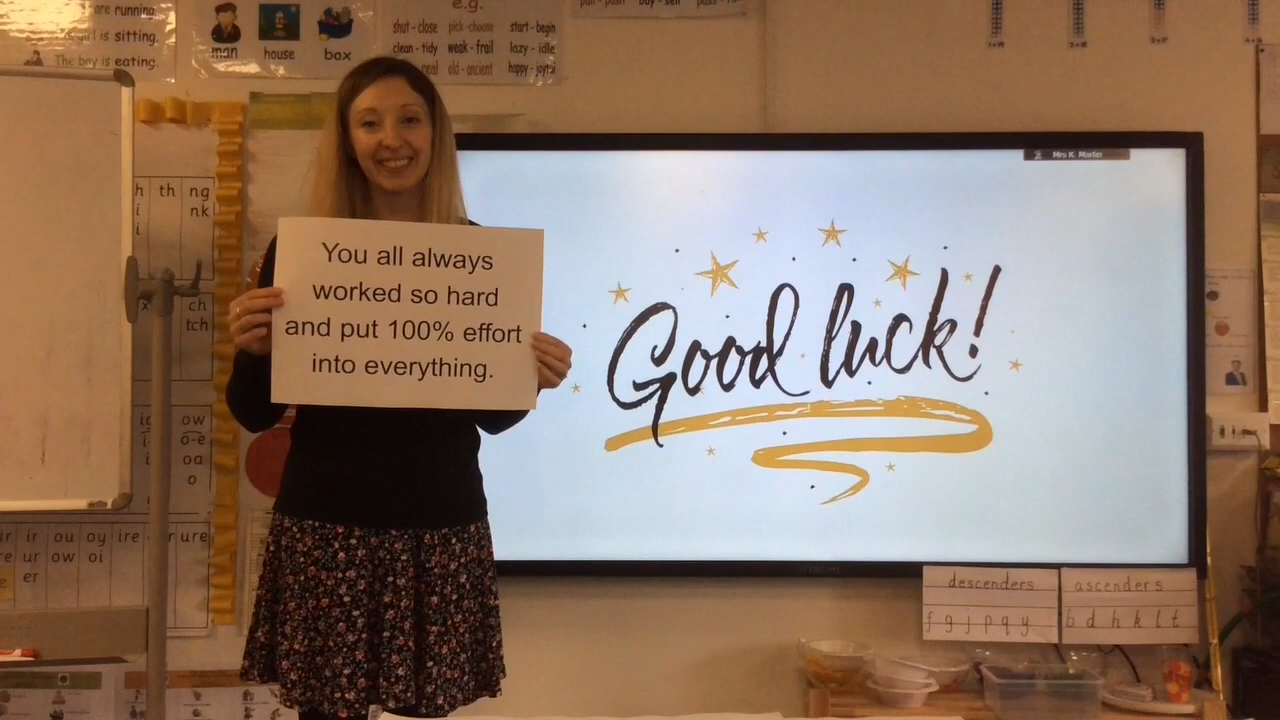 are running.
girl is sitting.
The boy is eating.
man house box
e.g.
shut - close pick - choose start - begin
clean - tidy weak - frail lazy - idle
real old - ancient
Mrs K. Martin
h th ng
i nk
i
You all always
worked so hard
and put 100% effort
into everything.
Good luck!
x ch
tch
ow
o-e
oa
o
ir ou oy ire ure
ur ow oi
er
descenders
f g j p q y
ascenders
b d h k l t